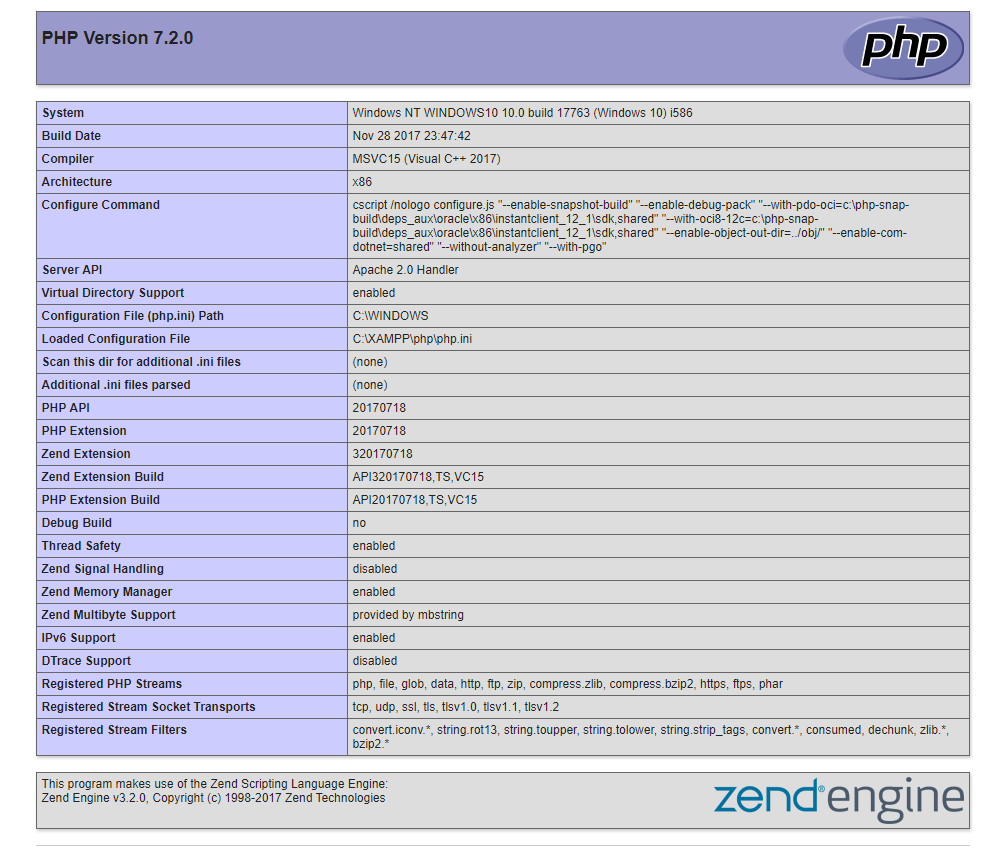 PHP Version 7.2.0
php
System Windows NT WINDOWS10 10.0 build 17763 (Windows 10) i586
Build Date Nov 28 2017 23:47:42
Compiler MSVC15 (Visual C++ 2017)
Architecture x86
Configure Command cscript /nologo configure.js "--enable-snapshot-build" "--enable-debug-pack" "--with-pdo-oci=c:\php-snap-
build\deps_aux\oracle\x86\instantclient_12_1\sdk,shared" "--with-oci8-12c=c:\php-snap-
build\deps_aux\oracle\x86\instantclient_12_1\sdk,shared" "--enable-object-out-dir=../obj/" "--enable-com-
dotnet=shared" "--without-analyzer" "--with-pgo"
Server API Apache 2.0 Handler
Virtual Directory Support enabled
Configuration File (php.ini) Path C:\WINDOWS
Loaded Configuration File C:\XAMPP\php\php.ini
Scan this dir for additional .ini files (none)
Additional .ini files parsed (none)
PHP API 20170718
PHP Extension 20170718
Zend Extension 320170718
Zend Extension Build API320170718,TS,VC15
PHP Extension Build API20170718,TS,VC15
Debug Build no
Thread Safety enabled
Zend Signal Handling disabled
Zend Memory Manager enabled
Zend Multibyte Support provided by mbstring
IPv6 Support enabled
DTrace Support disabled
Registered PHP Streams php, file, glob, data, http, ftp, zip, compress.zlib, compress.bzip2, https, ftps, phar
Registered Stream Socket Transports tcp, udp, ssl, tls, tlsv1.0, tlsv1.1, tlsv1.2
Registered Stream Filters convert.iconv.*, string.rot13, string.toupper, string.tolower, string.strip_tags, convert.*, consumed, dechunk, zlib.*,
bzip2.*
This program makes use of the Zend Scripting Language Engine:
Zend Engine v3.2.0, Copyright (c) 1998-2017 Zend Technologies
zend®engine